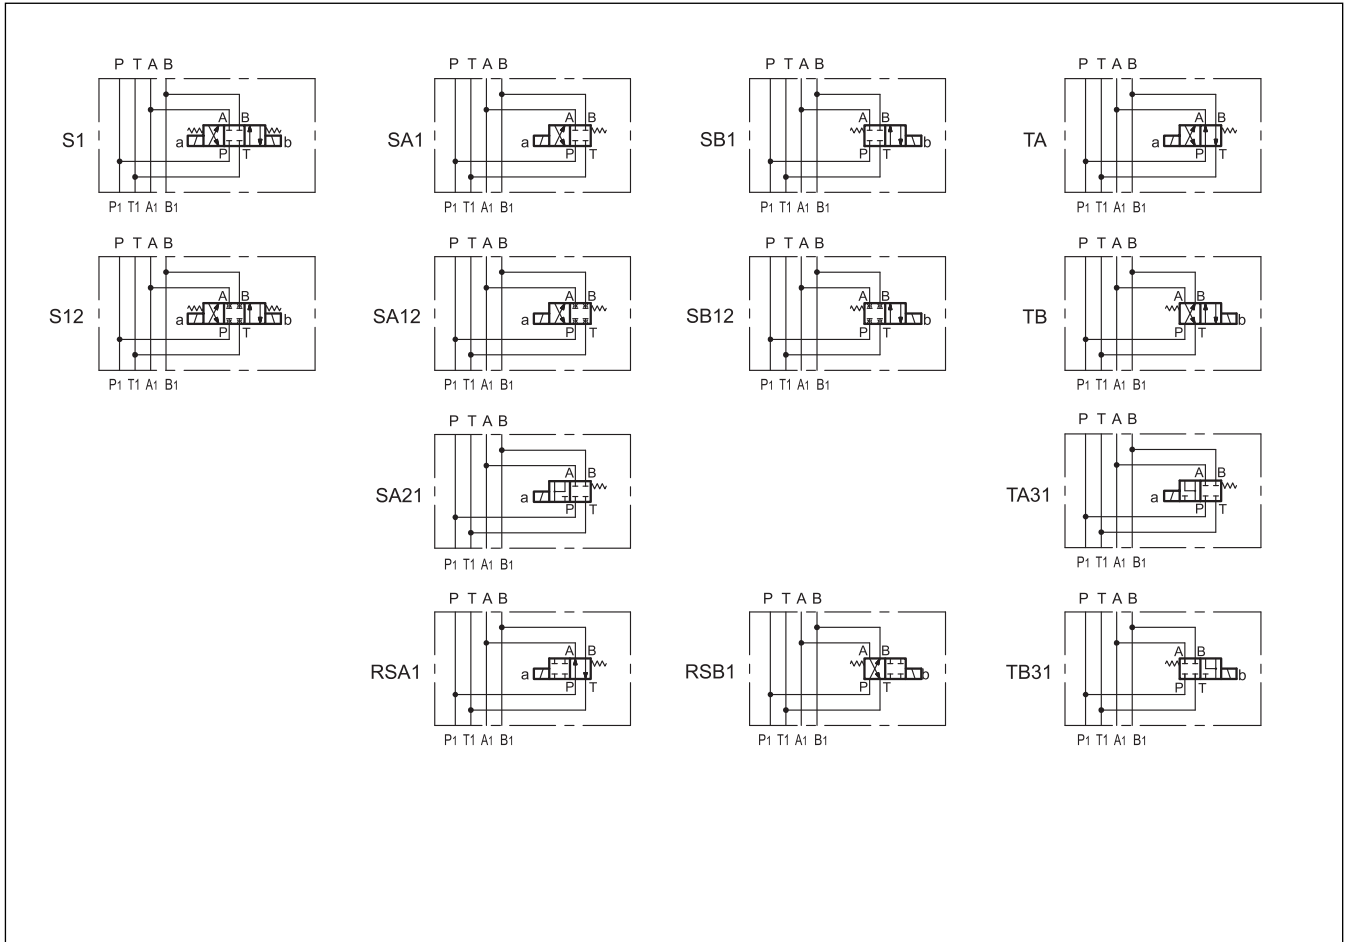 P T A B P T A B P T A B P T A B
S1 a A B P T b SA1 a A B P T SB1 A B P T b TA a A B P T
P1 T1 A1 B1 P1 T1 A1 B1 P1 T1 A1 B1 P1 T1 A1 B1
P T A B P T A B P T A B P T A B
S12 a A B P T b SA12 a A B P T SB12 A B P T b TB A B P T b
P1 T1 A1 B1 P1 T1 A1 B1 P1 T1 A1 B1 P1 T1 A1 B1
P T A B P T A B
SA21 a A B P T TA31 a A B P T
P1 T1 A1 B1 P1 T1 A1 B1
P T A B P T A B P T A B
RSA1 a A B P T RSB1 A B P T b TB31 A B P T b
P1 T1 A1 B1 P1 T1 A1 B1 P1 T1 A1 B1